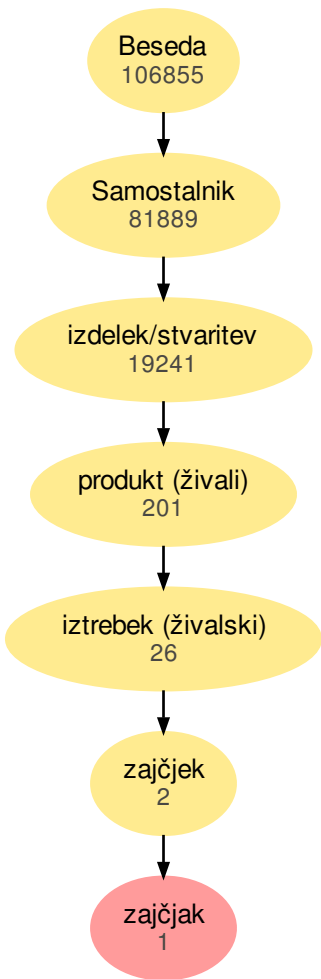 Beseda
106855
Samostalnik
81889
izdelek/stvaritev
19241
produkt (živali)
201
iztrebek (živalski)
26
zajčjek
2
zajčjak
1